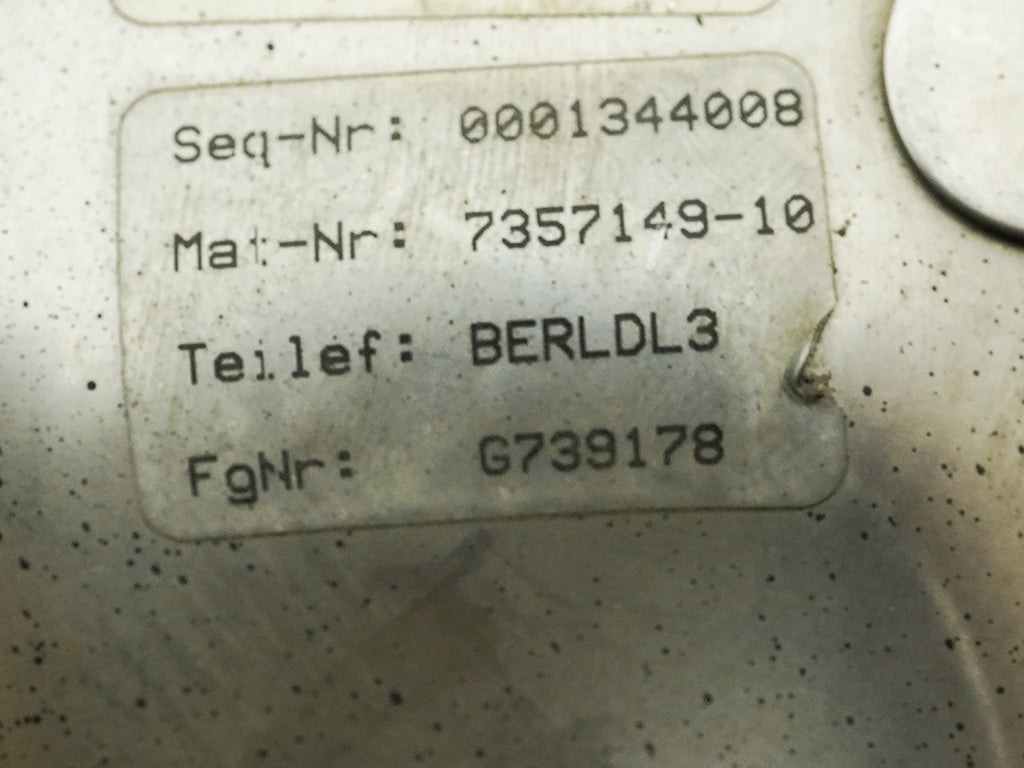 Seq-Nr: 0001344008
Mat-Nr: 7357149-10
Teilef: BERLDL3
FgNr: G739178